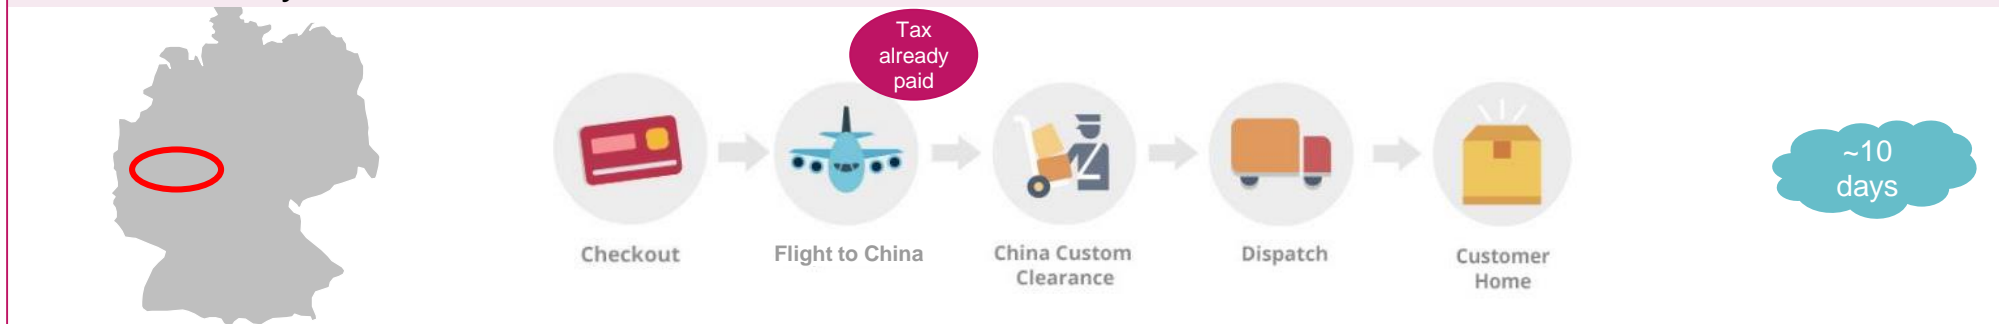 Tax
already
paid
Checkout
Flight to China
China Custom
Clearance
Dispatch
Customer
Home
~10
days